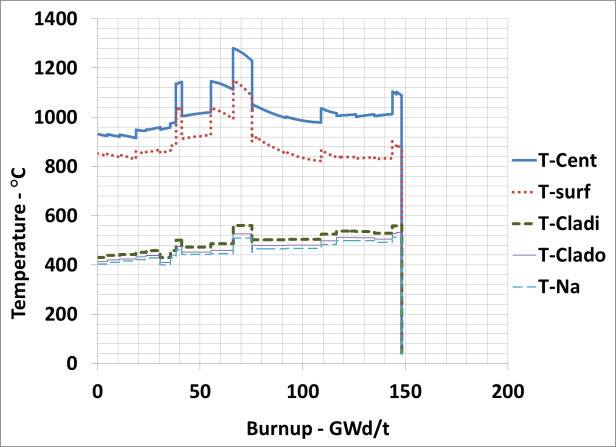 1400
1200
1000
800
600
400
200
0
0 50 100 150 200
Temperature - °C
Burnup - GWd/t
T-Cent
T-surf
T-Cladi
T-Clado
T-Na